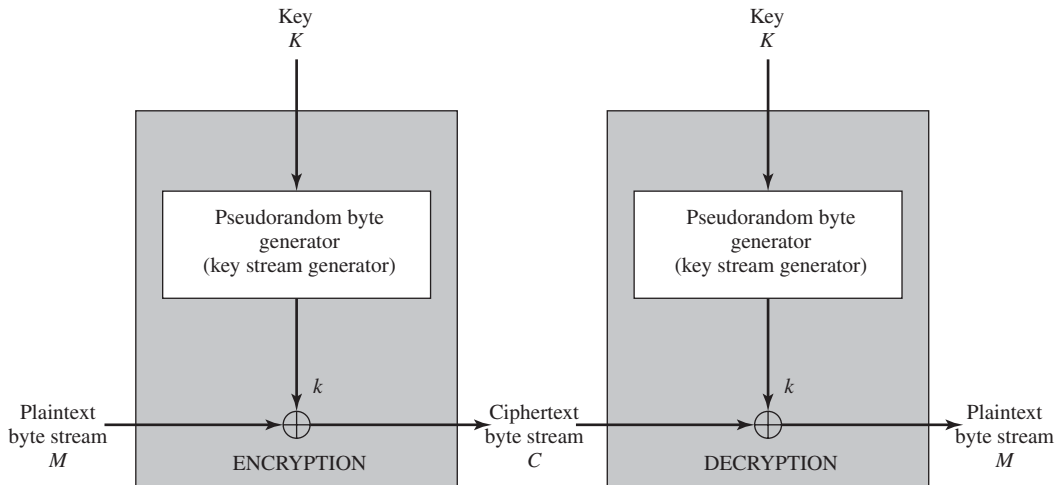 Key
K
Key
K
Pseudorandom byte
generator
(key stream generator)
Pseudorandom byte
generator
(key stream generator)
k
k
Plaintext
byte stream
M
Ciphertext
byte stream
C
Plaintext
byte stream
M
ENCRYPTION
DECRYPTION